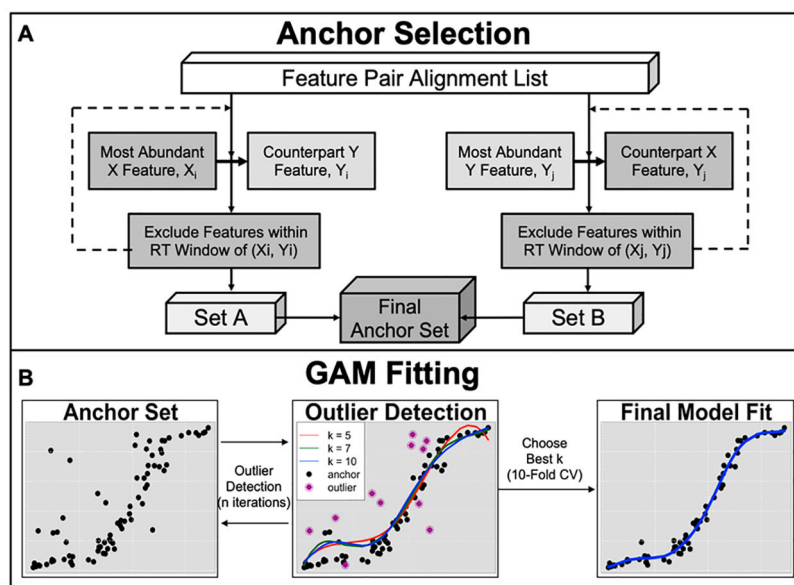 A
Anchor Selection
Feature Pair Alignment List
Most Abundant
X Feature, Xi
Counterpart Y
Feature, Yi
Most Abundant
Y Feature, Yj
Counterpart X
Feature, Yj
Exclude Features within
RT Window of (Xi, Yi)
Exclude Features within
RT Window of (Xj, Yj)
Set A
Final
Anchor Set
Set B
B
GAM Fitting
Anchor Set
Outlier Detection
Final Model Fit
Outlier
Detection
(n iterations)
k = 5
k = 7
k = 10
anchor
outlier
Choose
Best k
(10-Fold CV)